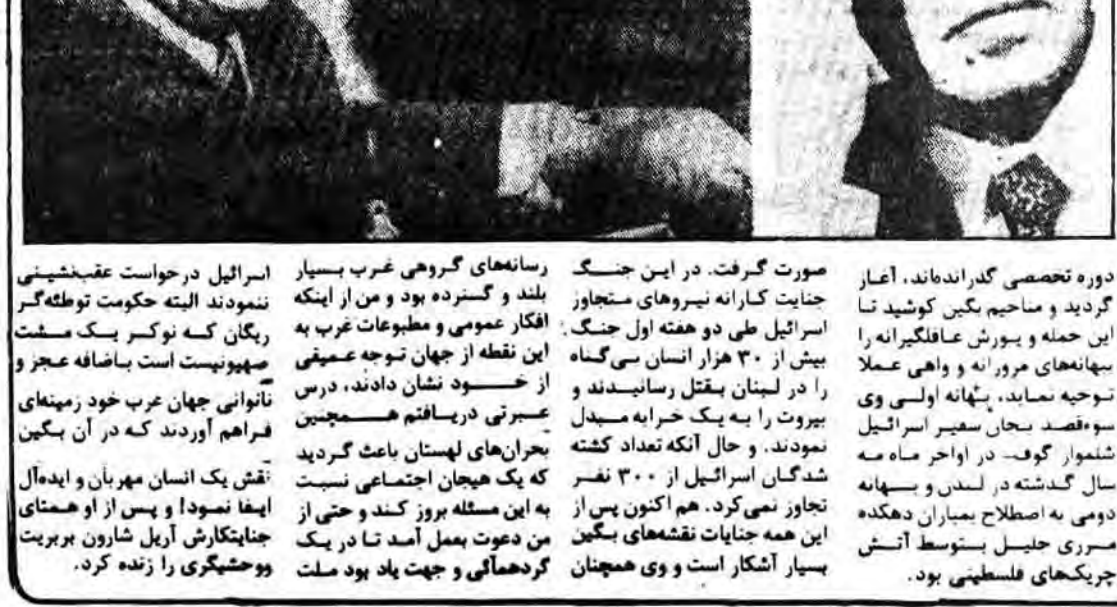 دوره تخصصی گذرانده‌اند، آغاز
گردید و مناحیم بگین کوشید تا
این حمله و یورش غافلگیرانه را
ببهانه‌های مزورانه و واهی عملا
توجیه نماید، بهانه اولی وی
سوءقصد بجان سفیر اسرائیل
شلموار گوف در اواخر ماه مه
سال گذشته در لندن و بهانه
دومی به اصطلاح بمباران دهکده
مرزی جلیل بتوسط آتش
چریک‌های فلسطینی بود.
صورت گرفت. در این جنگ
جنایت کارانه نیروهای متجاوز
اسرائیل طی دو هفته اول جنگ
بیش از ۳۰ هزار انسان بی‌گناه
را در لبنان بقتل رسانیدند و
بیروت را به یک خرابه مبدل
نمودند. و حال آنکه تعداد کشته
شدگان اسرائیل از ۳۰۰ نفر
تجاوز نمی‌کرد. هم اکنون پس از
این همه جنایات نقشه‌های بگین
بسیار آشکار است و وی همچنان
رسانه‌های گروهی غرب بسیار
بلند و گسترده بود و من از اینکه
افکار عمومی و مطبوعات غرب به
این نقطه از جهان توجه عمیقی
از خود نشان دادند، درس
عبرتی دریافتم همچنین
بحران‌های لهستان باعث گردید
که یک هیجان اجتماعی نسبت
به این مسئله بروز کند و حتی از
من دعوت بعمل آمد تا در یک
گردهمآئی و جهت یاد بود ملت
اسرائیل درخواست عقب‌نشینی
ننمودند البته حکومت توطئه‌گر
ریگان که نوکر یک مشت
صهیونیست است باضافه عجز و
ناتوانی جهان عرب خود زمینه‌ای
فراهم آوردند که در آن بگین
نقش یک انسان مهربان و ایده‌آل
ایفا نمود! و پس از او همتای
جنایتکارش آریل شارون بربریت
ووحشیگری را زنده کرد.